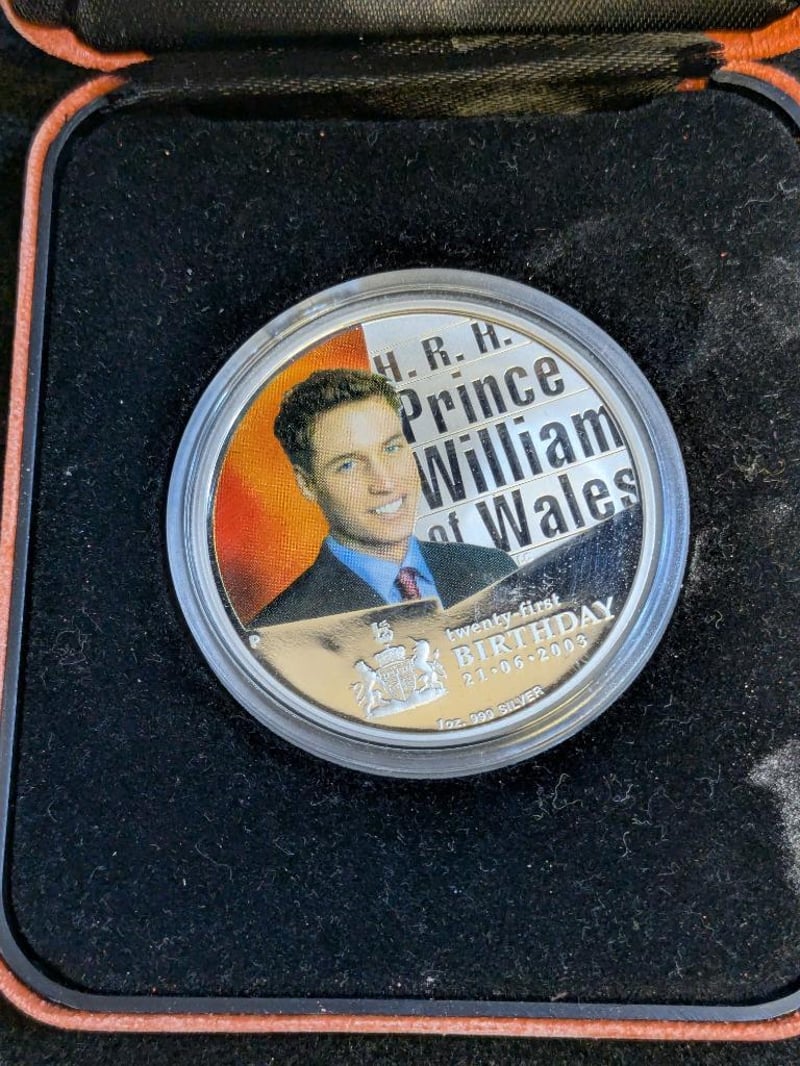 H. R. H.
Prince
William
of Wales
P
twenty-first
BIRTHDAY
21·06·2003
1oz. 999 SILVER